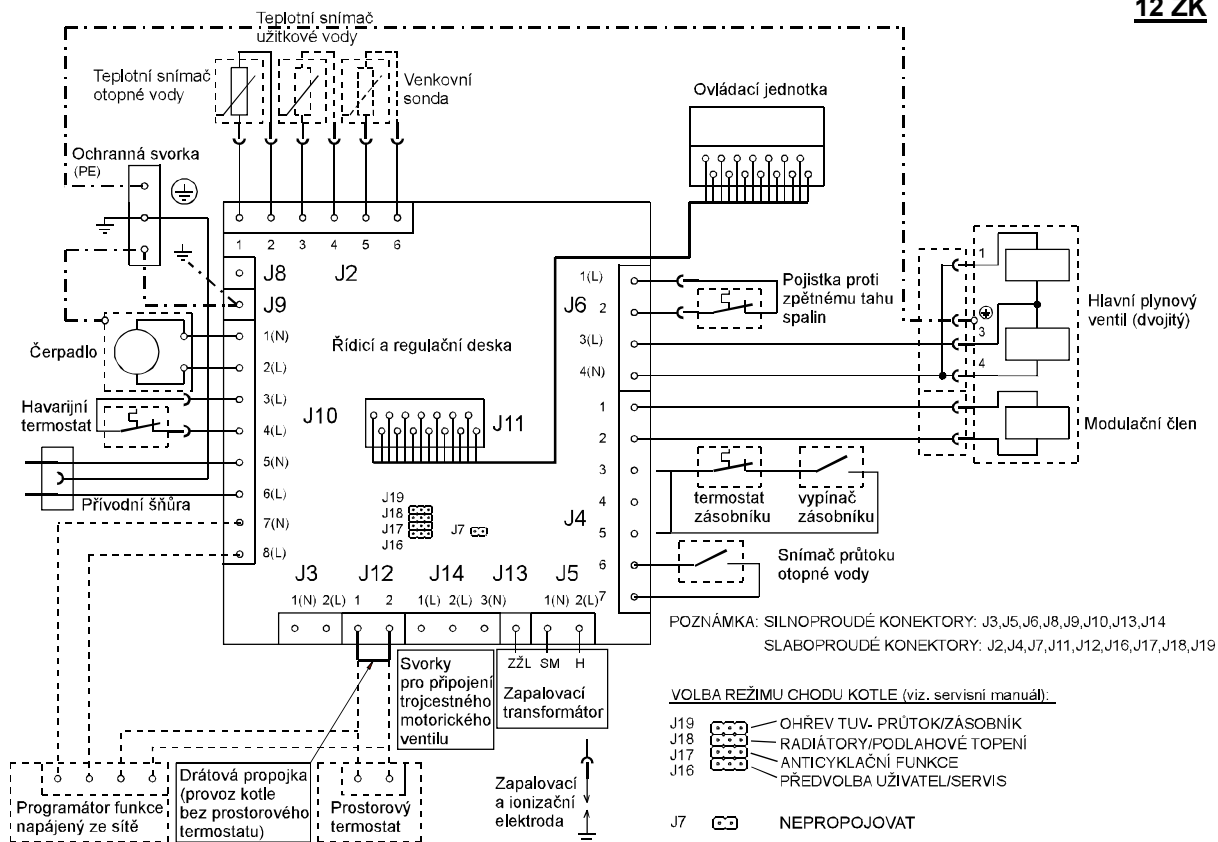 12 ZK
Teplotní snímač
užitkové vody
Teplotní snímač
otopné vody
Venkovní
sonda
Ovládací jednotka
Ochranná svorka
(PE)
1 2 3 4 5 6
J8 J2
J9
1(N)
2(L)
3(L)
4(L)
5(N)
6(L)
7(N)
8(L)
J10
Řídicí a regulační deska
J11
J6
1(L)
2
3(L)
4(N)
Pojistka proti
zpětnému tahu
spalin
1
3
4
Hlavní plynový
ventil (dvojitý)
Čerpadlo
Havarijní
termostat
Přívodní šňůra
1
2
3
4
5
6
7
J4
Modulační člen
termostat
zásobníku
vypínač
zásobníku
Snímač průtoku
otopné vody
J19
J18
J17
J16
J7
J3 J12 J14 J13 J5
1(N) 2(L) 1 2 1(L) 2(L) 3(N) 1(N) 2(L)
ZŽL SM H
Svorky
pro připojení
trojcestného
motorického
ventilu
Zapalovací
transformátor
POZNÁMKA: SILNOPROUDÉ KONEKTORY: J3,J5,J6,J8,J9,J10,J13,J14
SLABOPROUDÉ KONEKTORY: J2,J4,J7,J11,J12,J16,J17,J18,J19
VOLBA REŽIMU CHODU KOTLE (viz. servisní manuál):
J19 OHŘEV TUV- PRŮTOK/ZÁSOBNÍK
J18 RADIÁTORY/PODLAHOVÉ TOPENÍ
J17 ANTICYKLAČNÍ FUNKCE
J16 PŘEDVOLBA UŽIVATEL/SERVIS
J7 NEPROPOJOVAT
Programátor funkce
napájený ze sítě
Drátová propojka
(provoz kotle
bez prostorového
termostatu)
Prostorový
termostat
Zapalovací
a ionizační
elektroda